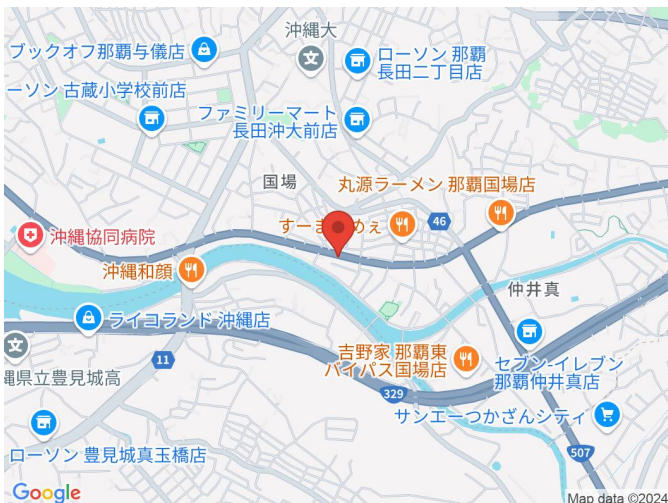 沖縄大
ブックオフ那覇与儀店
ローソン 那覇
長田二丁目店
ーソン 古蔵小学校前店
ファミリーマート
長田沖大前店
国場
丸源ラーメン 那覇国場店
すーま
めぇ
46
沖縄協同病院
沖縄和顔
仲井真
ライコランド 沖縄店
吉野家 那覇東
バイパス国場店
セブン-イレブン
那覇仲井真店
11
縄県立豊見城高
329
サンエーつかざんシティ
ローソン 豊見城真玉橋店
507
Google
Map data ©2024